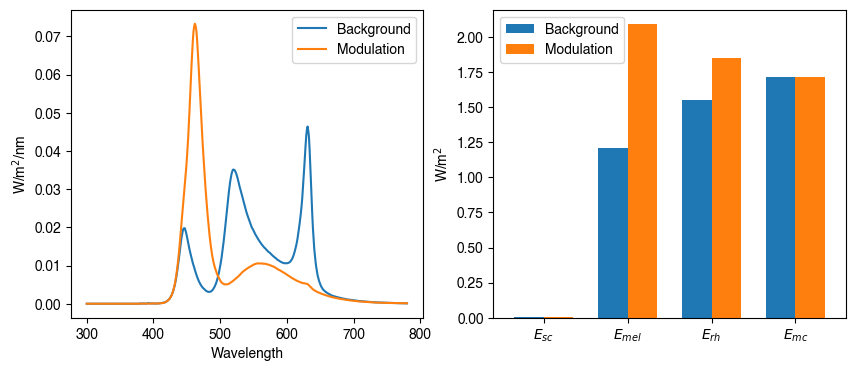 W/m²/nm
0.07
0.06
0.05
0.04
0.03
0.02
0.01
0.00
300 400 500 600 700 800
Wavelength
Background
Modulation
W/m²
2.00
1.75
1.50
1.25
1.00
0.75
0.50
0.25
0.00
E_sc E_mel E_rh E_mc
Background
Modulation